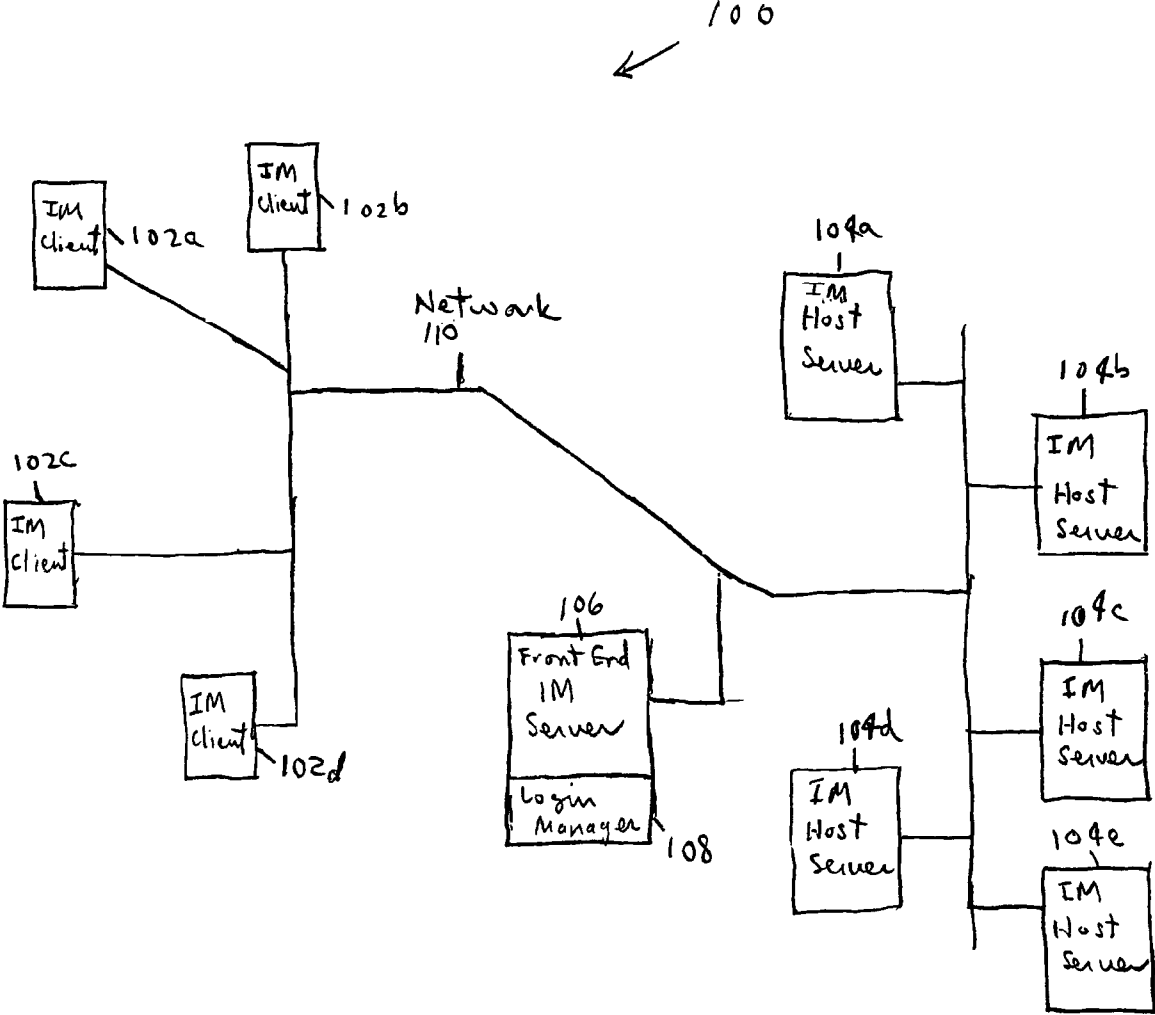 100
IM
Client
102b
IM
Client
102a
104a
IM
Host
Server
Network
110
104b
IM
Host
Server
102c
IM
Client
106
Front End
IM
Server
Login
Manager
108
104c
IM
Host
Server
IM
Client
102d
104d
IM
Host
Server
104e
IM
Host
Server